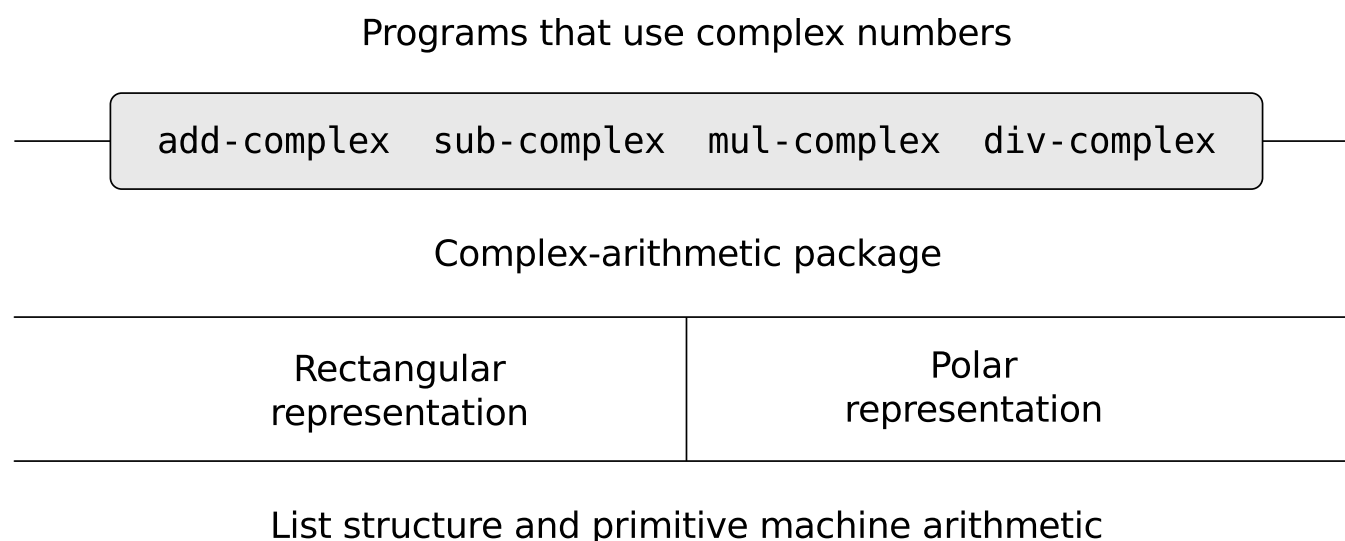 Programs that use complex numbers
add-complex sub-complex mul-complex div-complex
Complex-arithmetic package
Rectangular
representation
Polar
representation
List structure and primitive machine arithmetic